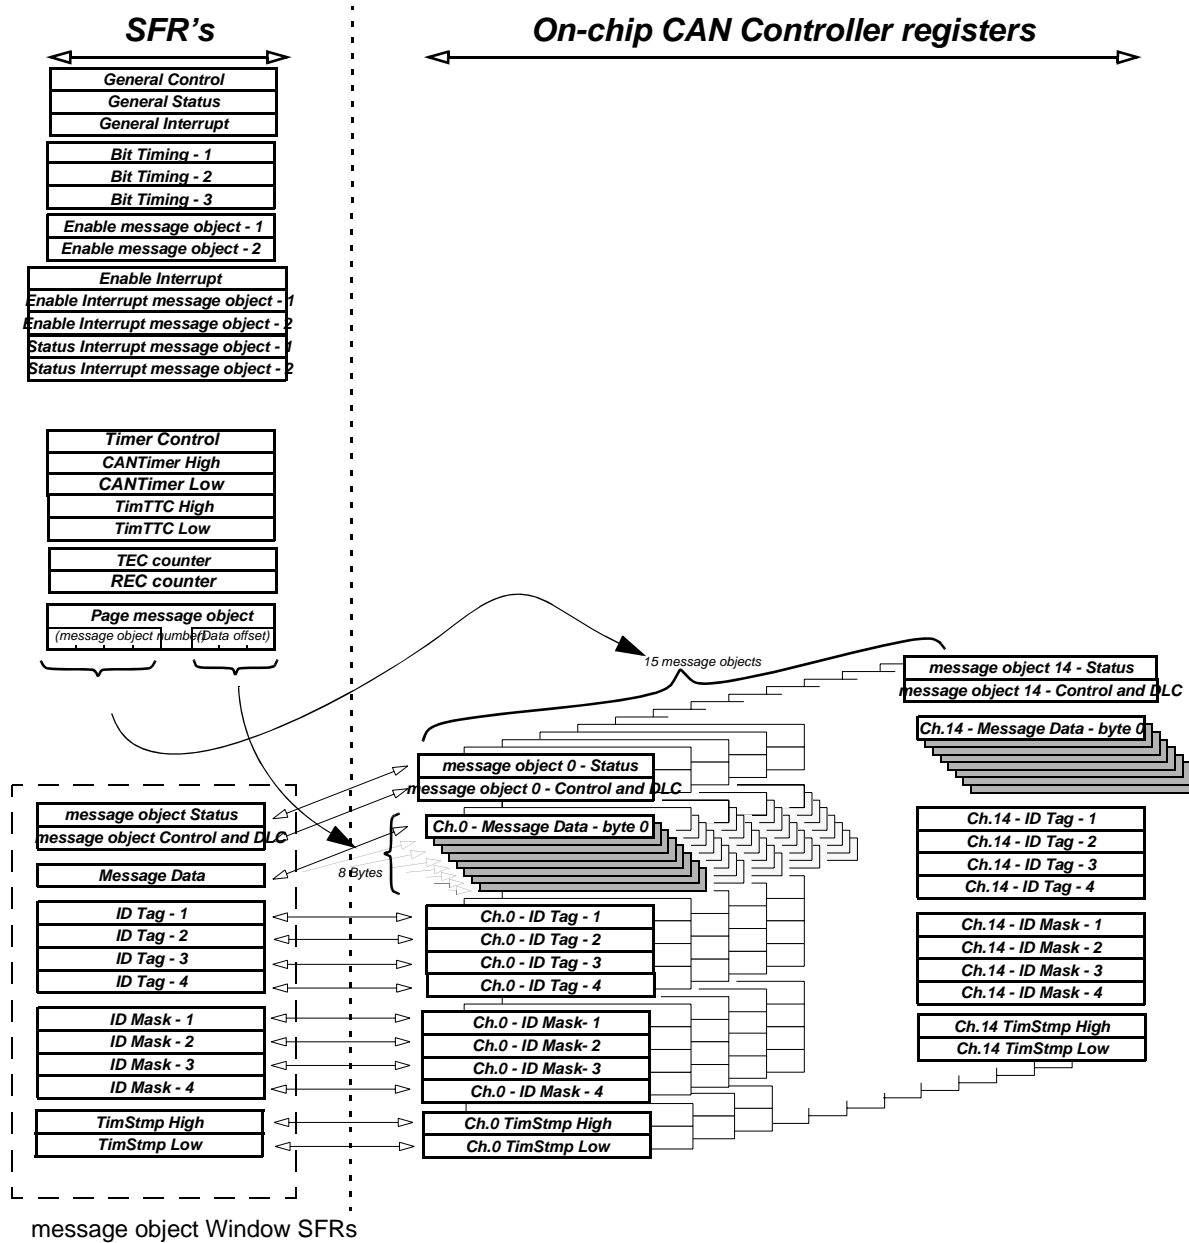 SFR's
On-chip CAN Controller registers
General Control
General Status
General Interrupt
Bit Timing - 1
Bit Timing - 2
Bit Timing - 3
Enable message object - 1
Enable message object - 2
Enable Interrupt
Enable Interrupt message object - 1
Enable Interrupt message object - 2
Status Interrupt message object - 1
Status Interrupt message object - 2
Timer Control
CANTimer High
CANTimer Low
TimTTC High
TimTTC Low
TEC counter
REC counter
Page message object
(message object number)
(Data offset)
15 message objects
message object 14 - Status
message object 14 - Control and DLC
Ch.14 - Message Data - byte 0
Ch.14 - ID Tag - 1
Ch.14 - ID Tag - 2
Ch.14 - ID Tag - 3
Ch.14 - ID Tag - 4
Ch.14 - ID Mask - 1
Ch.14 - ID Mask - 2
Ch.14 - ID Mask - 3
Ch.14 - ID Mask - 4
Ch.14 TimStmp High
Ch.14 TimStmp Low
message object 0 - Status
message object 0 - Control and DLC
Ch.0 - Message Data - byte 0
8 Bytes
Ch.0 - ID Tag - 1
Ch.0 - ID Tag - 2
Ch.0 - ID Tag - 3
Ch.0 - ID Tag - 4
Ch.0 - ID Mask- 1
Ch.0 - ID Mask- 2
Ch.0 - ID Mask- 3
Ch.0 - ID Mask - 4
Ch.0 TimStmp High
Ch.0 TimStmp Low
message object Status
message object Control and DLC
Message Data
ID Tag - 1
ID Tag - 2
ID Tag - 3
ID Tag - 4
ID Mask - 1
ID Mask - 2
ID Mask - 3
ID Mask - 4
TimStmp High
TimStmp Low
message object Window SFRs